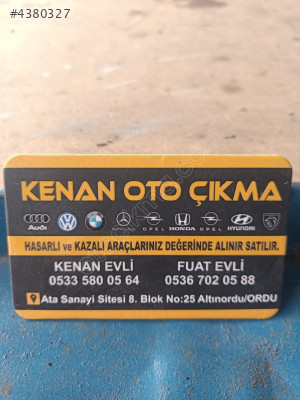 #4380327
KENAN OTO ÇIKMA
Audi OPEL HONDA OPEL HYUNDAI
HASARLI ve KAZALI ARAÇLARINIZ DEĞERİNDE ALINIR SATILIR.
KENAN EVLİ FUAT EVLİ
0533 580 05 64 0536 702 05 88
Ata Sanayi Sitesi 8. Blok No:25 Altınordu/ORDU